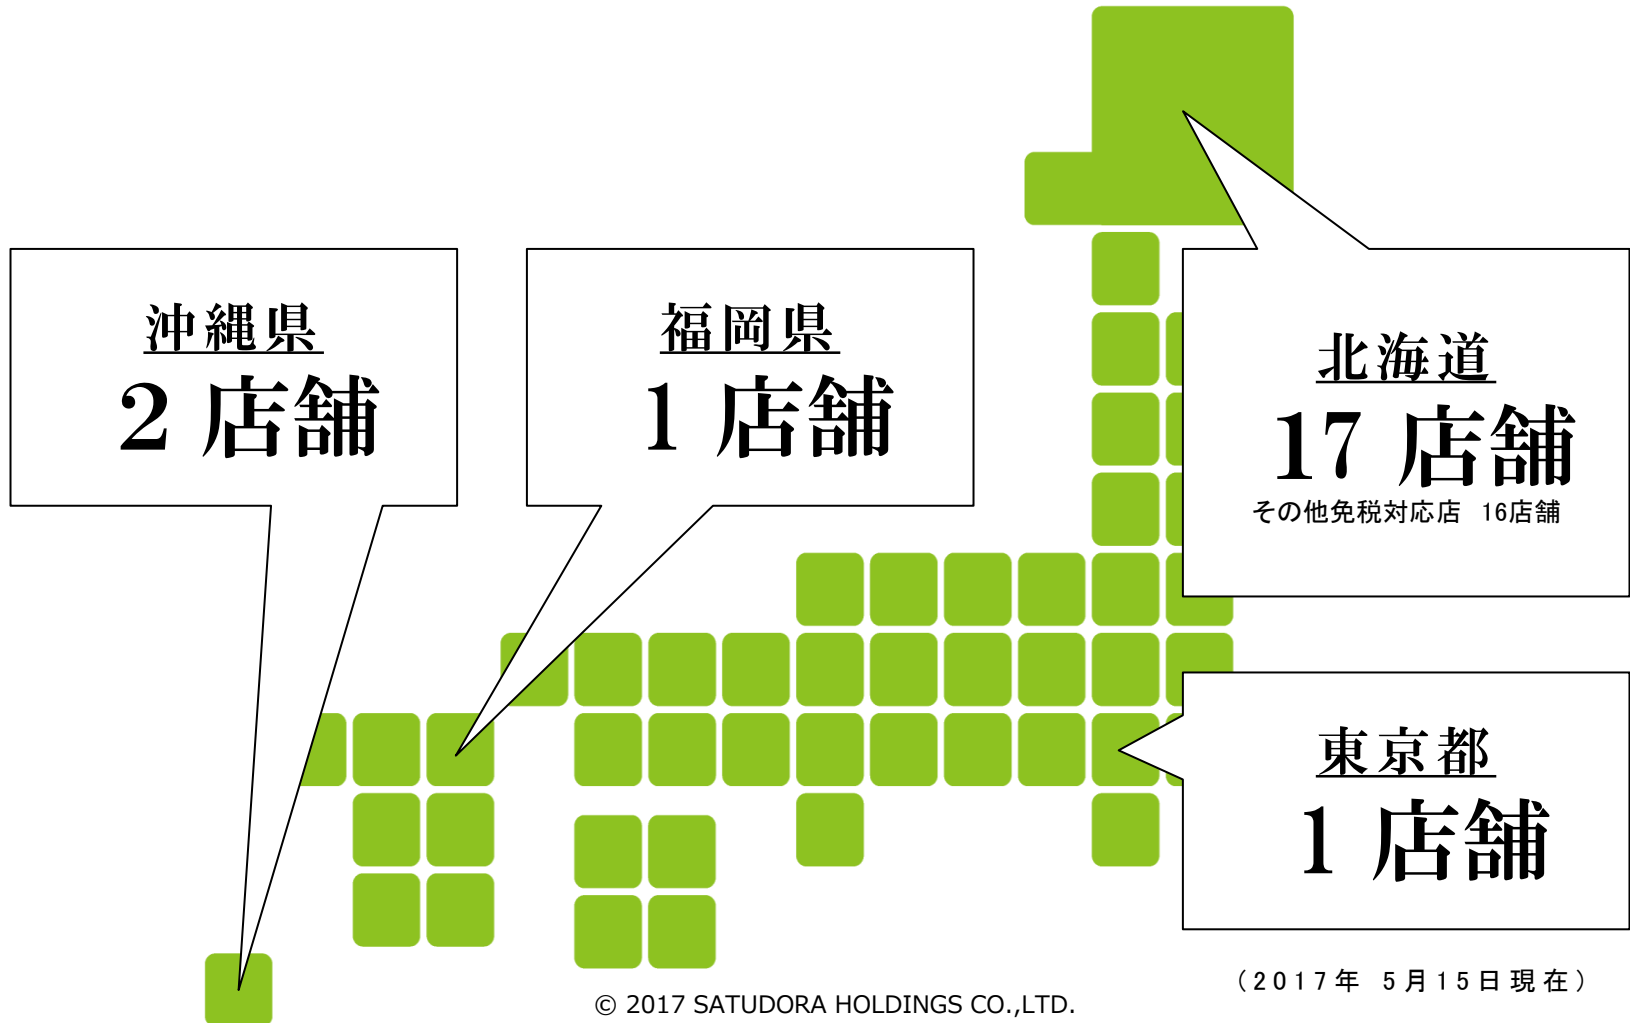 沖縄県
2 店舗
福岡県
1 店舗
北海道
17 店舗
その他免税対応店 16店舗
東京都
1 店舗
（2017年 5月15日現在）
© 2017 SATUDORA HOLDINGS CO.,LTD.